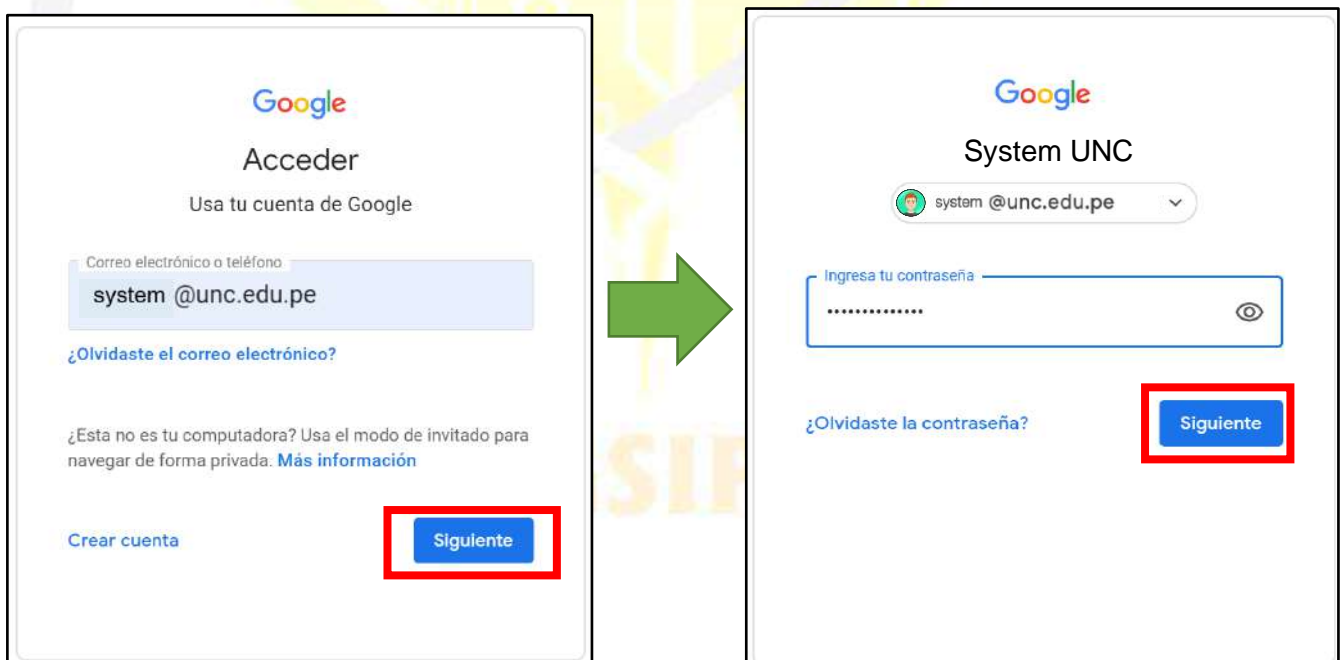 Google
Acceder
Usa tu cuenta de Google
Correo electrónico o teléfono
system @unc.edu.pe
¿Olvidaste el correo electrónico?
¿Esta no es tu computadora? Usa el modo de invitado para
navegar de forma privada. Más información
Crear cuenta
Siguiente
Google
System UNC
system @unc.edu.pe
Ingresa tu contraseña
••••••••••••••
¿Olvidaste la contraseña?
Siguiente